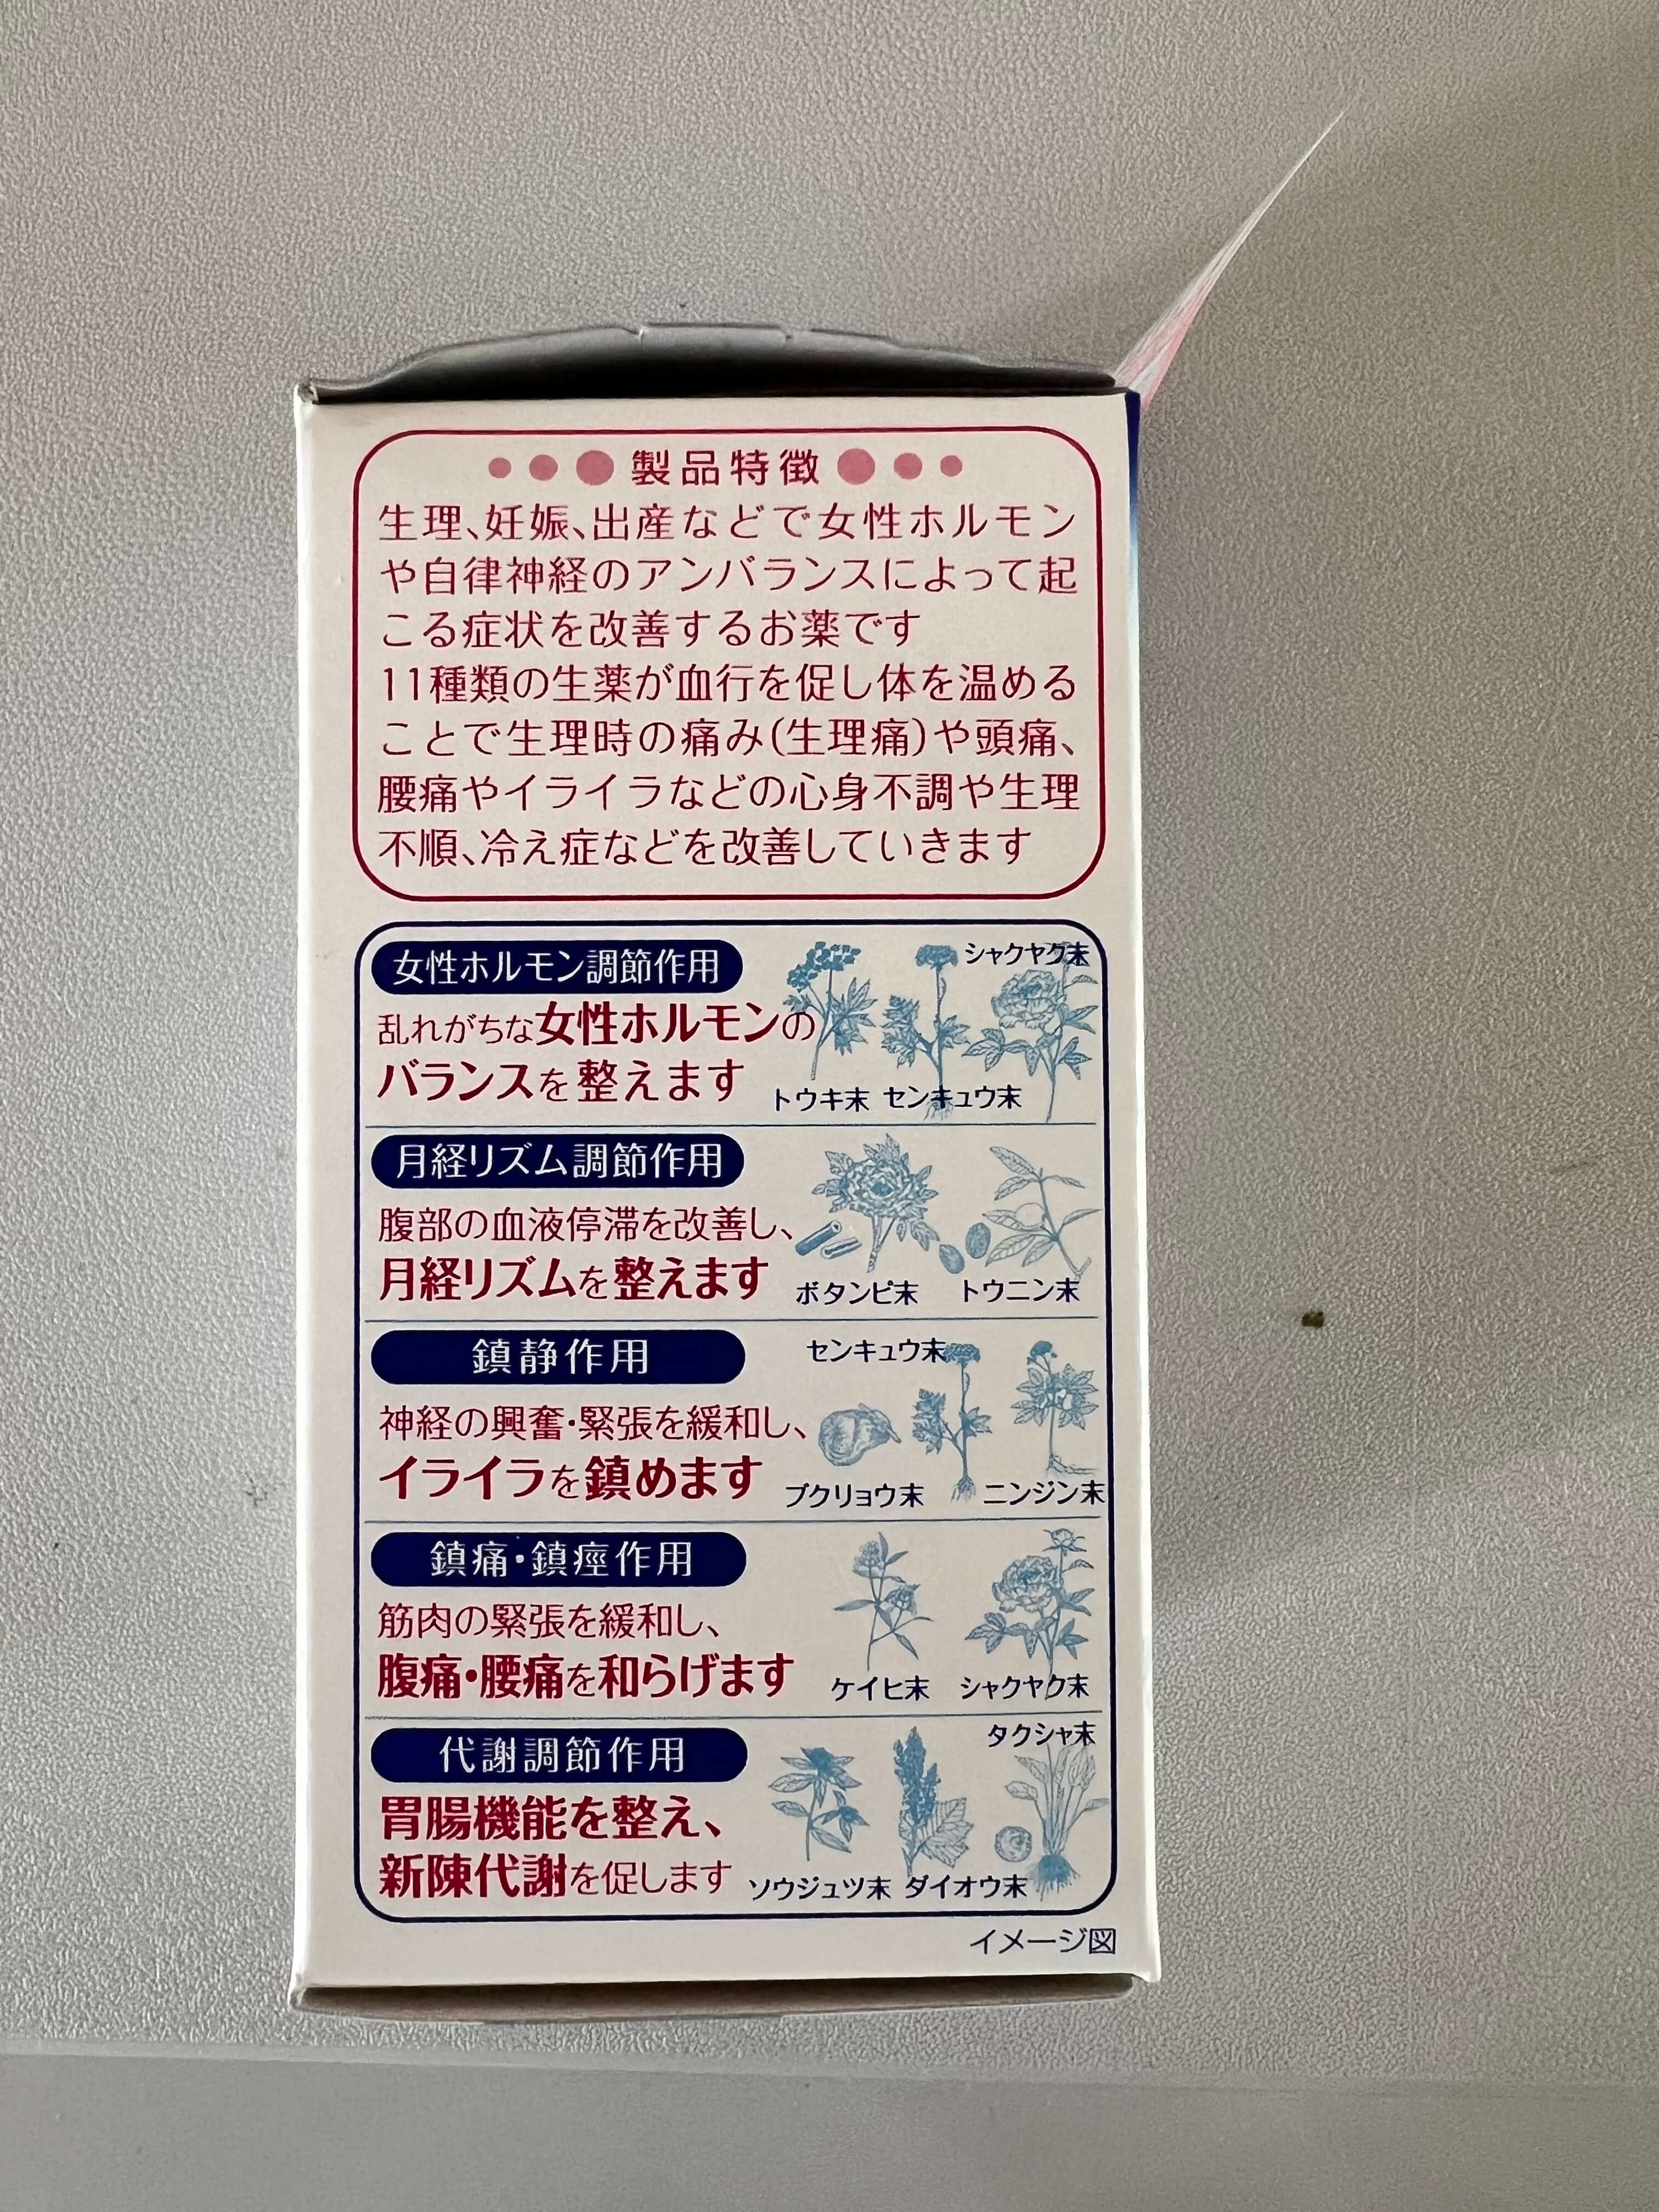 製品特徴
生理、妊娠、出産などで女性ホルモン
や自律神経のアンバランスによって起
こる症状を改善するお薬です
11種類の生薬が血行を促し体を温める
ことで生理時の痛み(生理痛)や頭痛、
腰痛やイライラなどの心身不調や生理
不順、冷え症などを改善していきます
女性ホルモン調節作用
乱れがちな女性ホルモンの
バランスを整えます
シャクヤク末
トウキ末 センキュウ末
月経リズム調節作用
腹部の血液停滞を改善し、
月経リズムを整えます
ボタンピ末 トウニン末
鎮静作用
神経の興奮・緊張を緩和し、
イライラを鎮めます
センキュウ末
ブクリョウ末 ニンジン末
鎮痛・鎮痙作用
筋肉の緊張を緩和し、
腹痛・腰痛を和らげます
ケイヒ末 シャクヤク末
代謝調節作用
胃腸機能を整え、
新陳代謝を促します
タクシャ末
ソウジュツ末 ダイオウ末
イメージ図